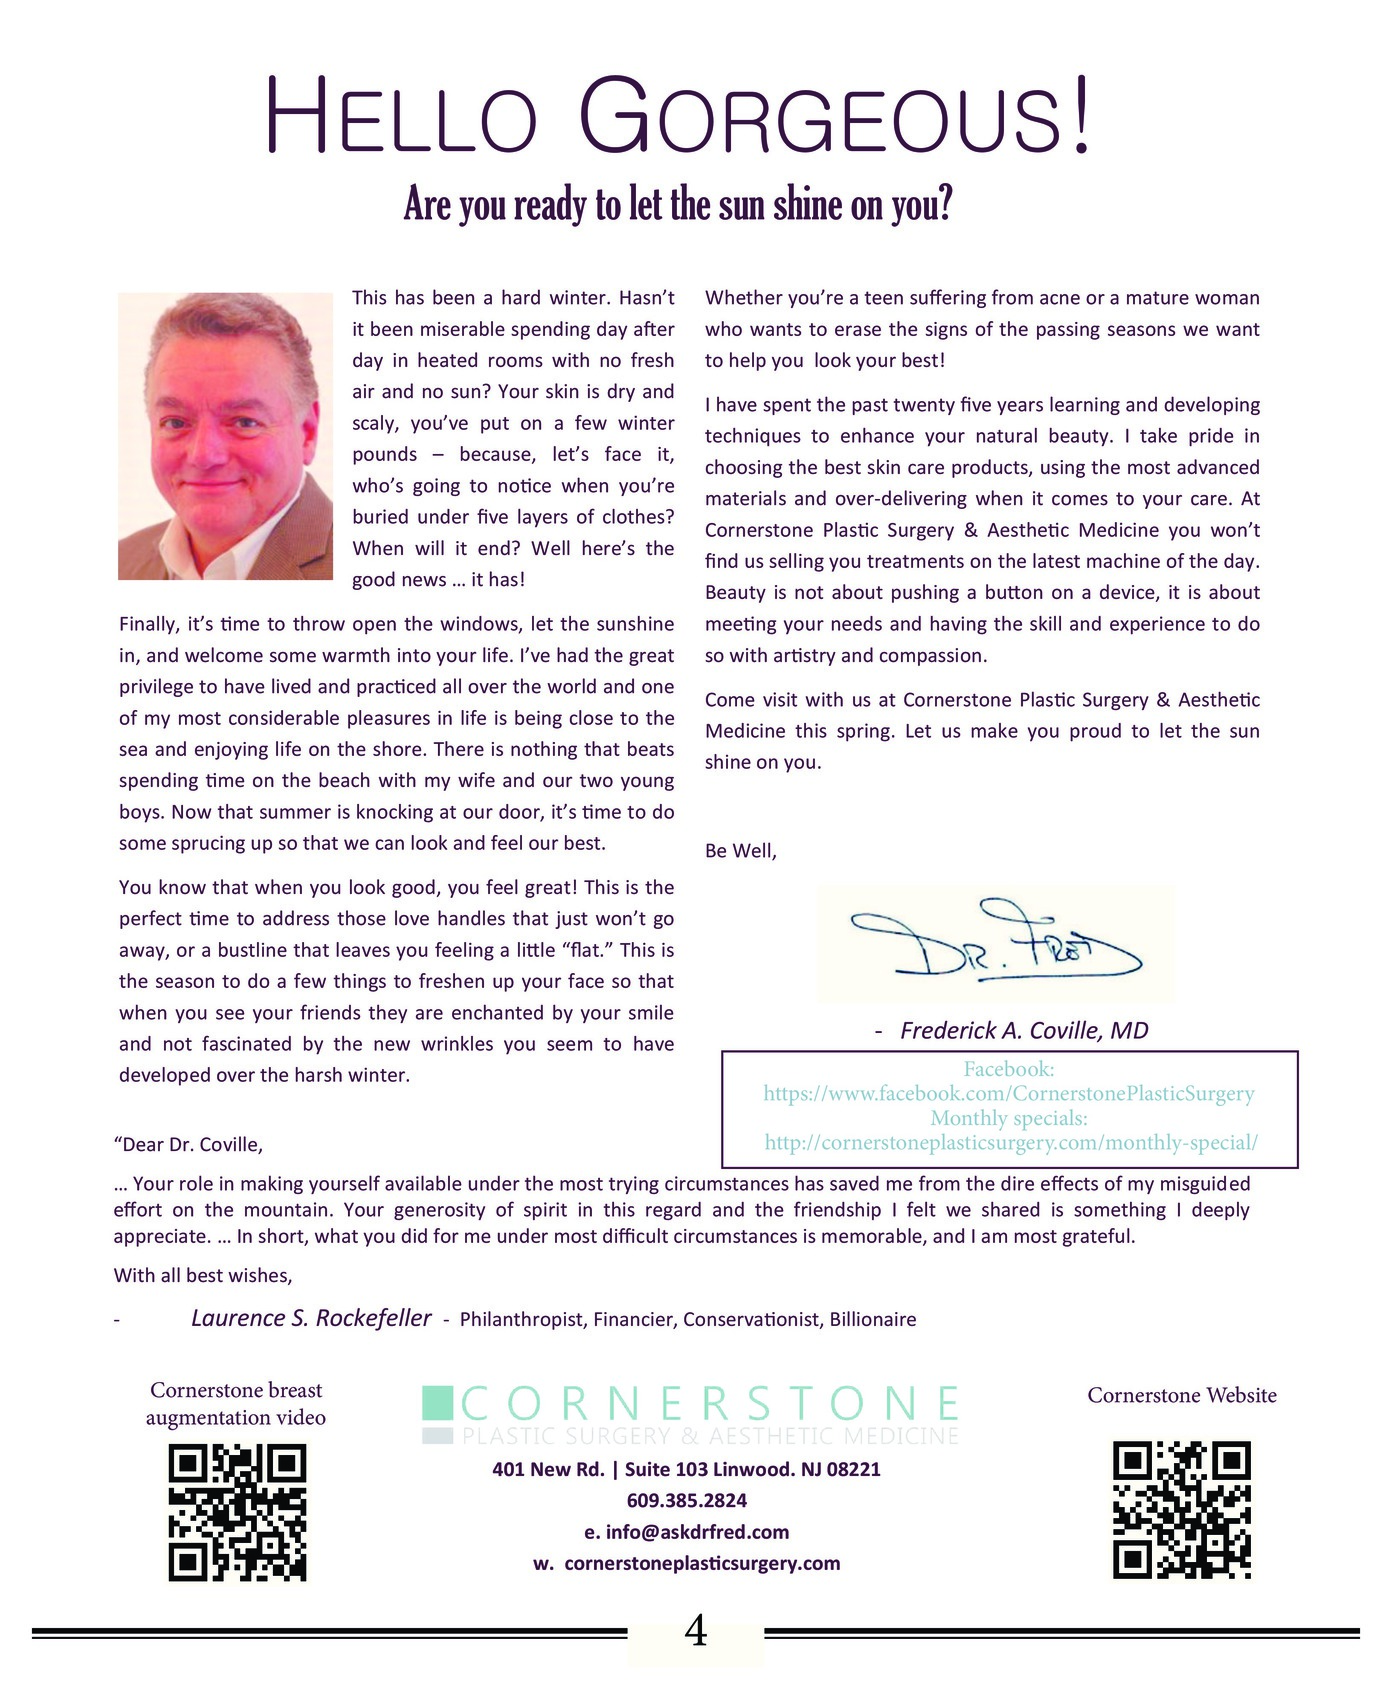 HELLO GORGEOUS!
Are you ready to let the sun shine on you?
This has been a hard winter. Hasn’t
it been miserable spending day after
day in heated rooms with no fresh
air and no sun? Your skin is dry and
scaly, you’ve put on a few winter
pounds – because, let’s face it,
who’s going to notice when you’re
buried under five layers of clothes?
When will it end? Well here’s the
good news … it has!
Finally, it’s time to throw open the windows, let the sunshine
in, and welcome some warmth into your life. I’ve had the great
privilege to have lived and practiced all over the world and one
of my most considerable pleasures in life is being close to the
sea and enjoying life on the shore. There is nothing that beats
spending time on the beach with my wife and our two young
boys. Now that summer is knocking at our door, it’s time to do
some sprucing up so that we can look and feel our best.
You know that when you look good, you feel great! This is the
perfect time to address those love handles that just won’t go
away, or a bustline that leaves you feeling a little “flat.” This is
the season to do a few things to freshen up your face so that
when you see your friends they are enchanted by your smile
and not fascinated by the new wrinkles you seem to have
developed over the harsh winter.
Whether you’re a teen suffering from acne or a mature woman
who wants to erase the signs of the passing seasons we want
to help you look your best!
I have spent the past twenty five years learning and developing
techniques to enhance your natural beauty. I take pride in
choosing the best skin care products, using the most advanced
materials and over-delivering when it comes to your care. At
Cornerstone Plastic Surgery & Aesthetic Medicine you won’t
find us selling you treatments on the latest machine of the day.
Beauty is not about pushing a button on a device, it is about
meeting your needs and having the skill and experience to do
so with artistry and compassion.
Come visit with us at Cornerstone Plastic Surgery & Aesthetic
Medicine this spring. Let us make you proud to let the sun
shine on you.
Be Well,
DR. FRED
- Frederick A. Coville, MD
Facebook:
https://www.facebook.com/CornerstonePlasticSurgery
Monthly specials:
http://cornerstoneplasticsurgery.com/monthly-special/
“Dear Dr. Coville,
… Your role in making yourself available under the most trying circumstances has saved me from the dire effects of my misguided
effort on the mountain. Your generosity of spirit in this regard and the friendship I felt we shared is something I deeply
appreciate. … In short, what you did for me under most difficult circumstances is memorable, and I am most grateful.
With all best wishes,
- Laurence S. Rockefeller - Philanthropist, Financier, Conservationist, Billionaire
Cornerstone breast
augmentation video
CORNERSTONE
PLASTIC SURGERY & AESTHETIC MEDICINE
401 New Rd. | Suite 103 Linwood. NJ 08221
609.385.2824
e. info@askdrfred.com
w. cornerstoneplasticsurgery.com
Cornerstone Website
4